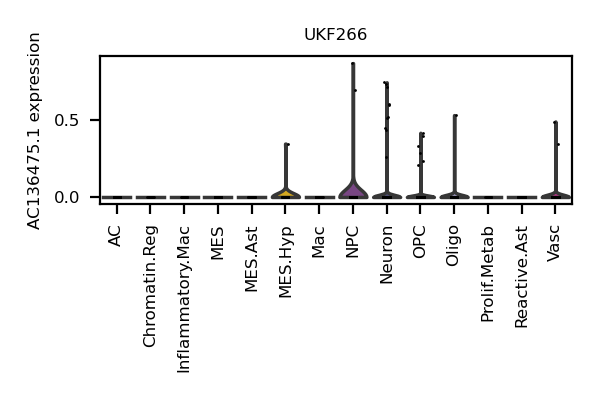 UKF266
AC136475.1 expression
0.5
0.0
AC
Chromatin.Reg
Inflammatory.Mac
MES
MES.Ast
MES.Hyp
Mac
NPC
Neuron
OPC
Oligo
Prolif.Metab
Reactive.Ast
Vasc